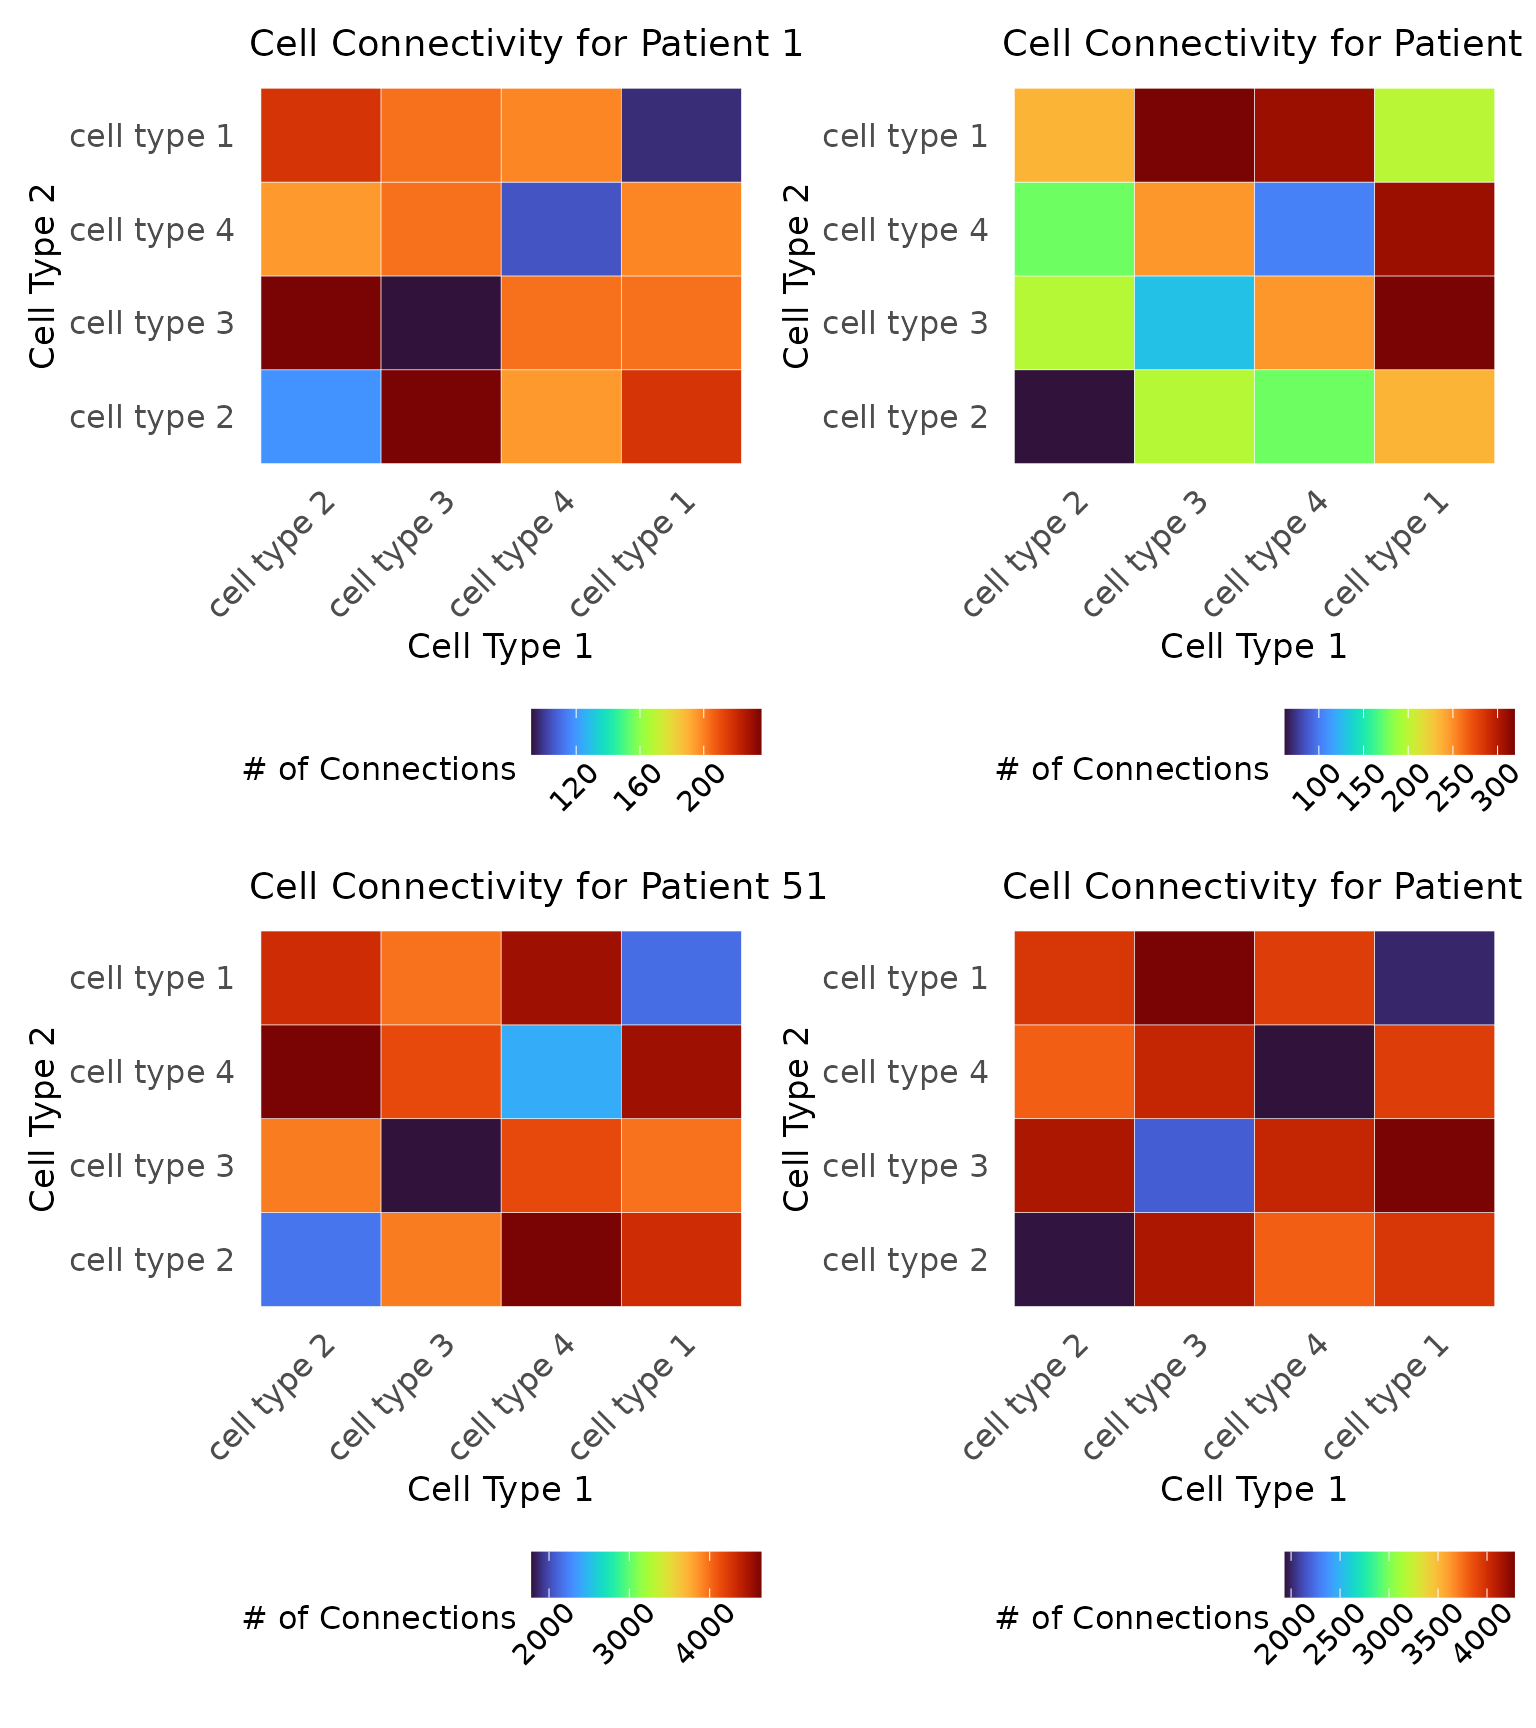 Cell Connectivity for Patient 1
Cell Type 2
cell type 1
cell type 4
cell type 3
cell type 2
cell type 2
cell type 3
cell type 4
cell type 1
Cell Type 1
# of Connections
120
160
200
Cell Connectivity for Patient
Cell Type 2
cell type 1
cell type 4
cell type 3
cell type 2
cell type 2
cell type 3
cell type 4
cell type 1
Cell Type 1
# of Connections
100
150
200
250
300
Cell Connectivity for Patient 51
Cell Type 2
cell type 1
cell type 4
cell type 3
cell type 2
cell type 2
cell type 3
cell type 4
cell type 1
Cell Type 1
# of Connections
2000
3000
4000
Cell Connectivity for Patient
Cell Type 2
cell type 1
cell type 4
cell type 3
cell type 2
cell type 2
cell type 3
cell type 4
cell type 1
Cell Type 1
# of Connections
2000
2500
3000
3500
4000